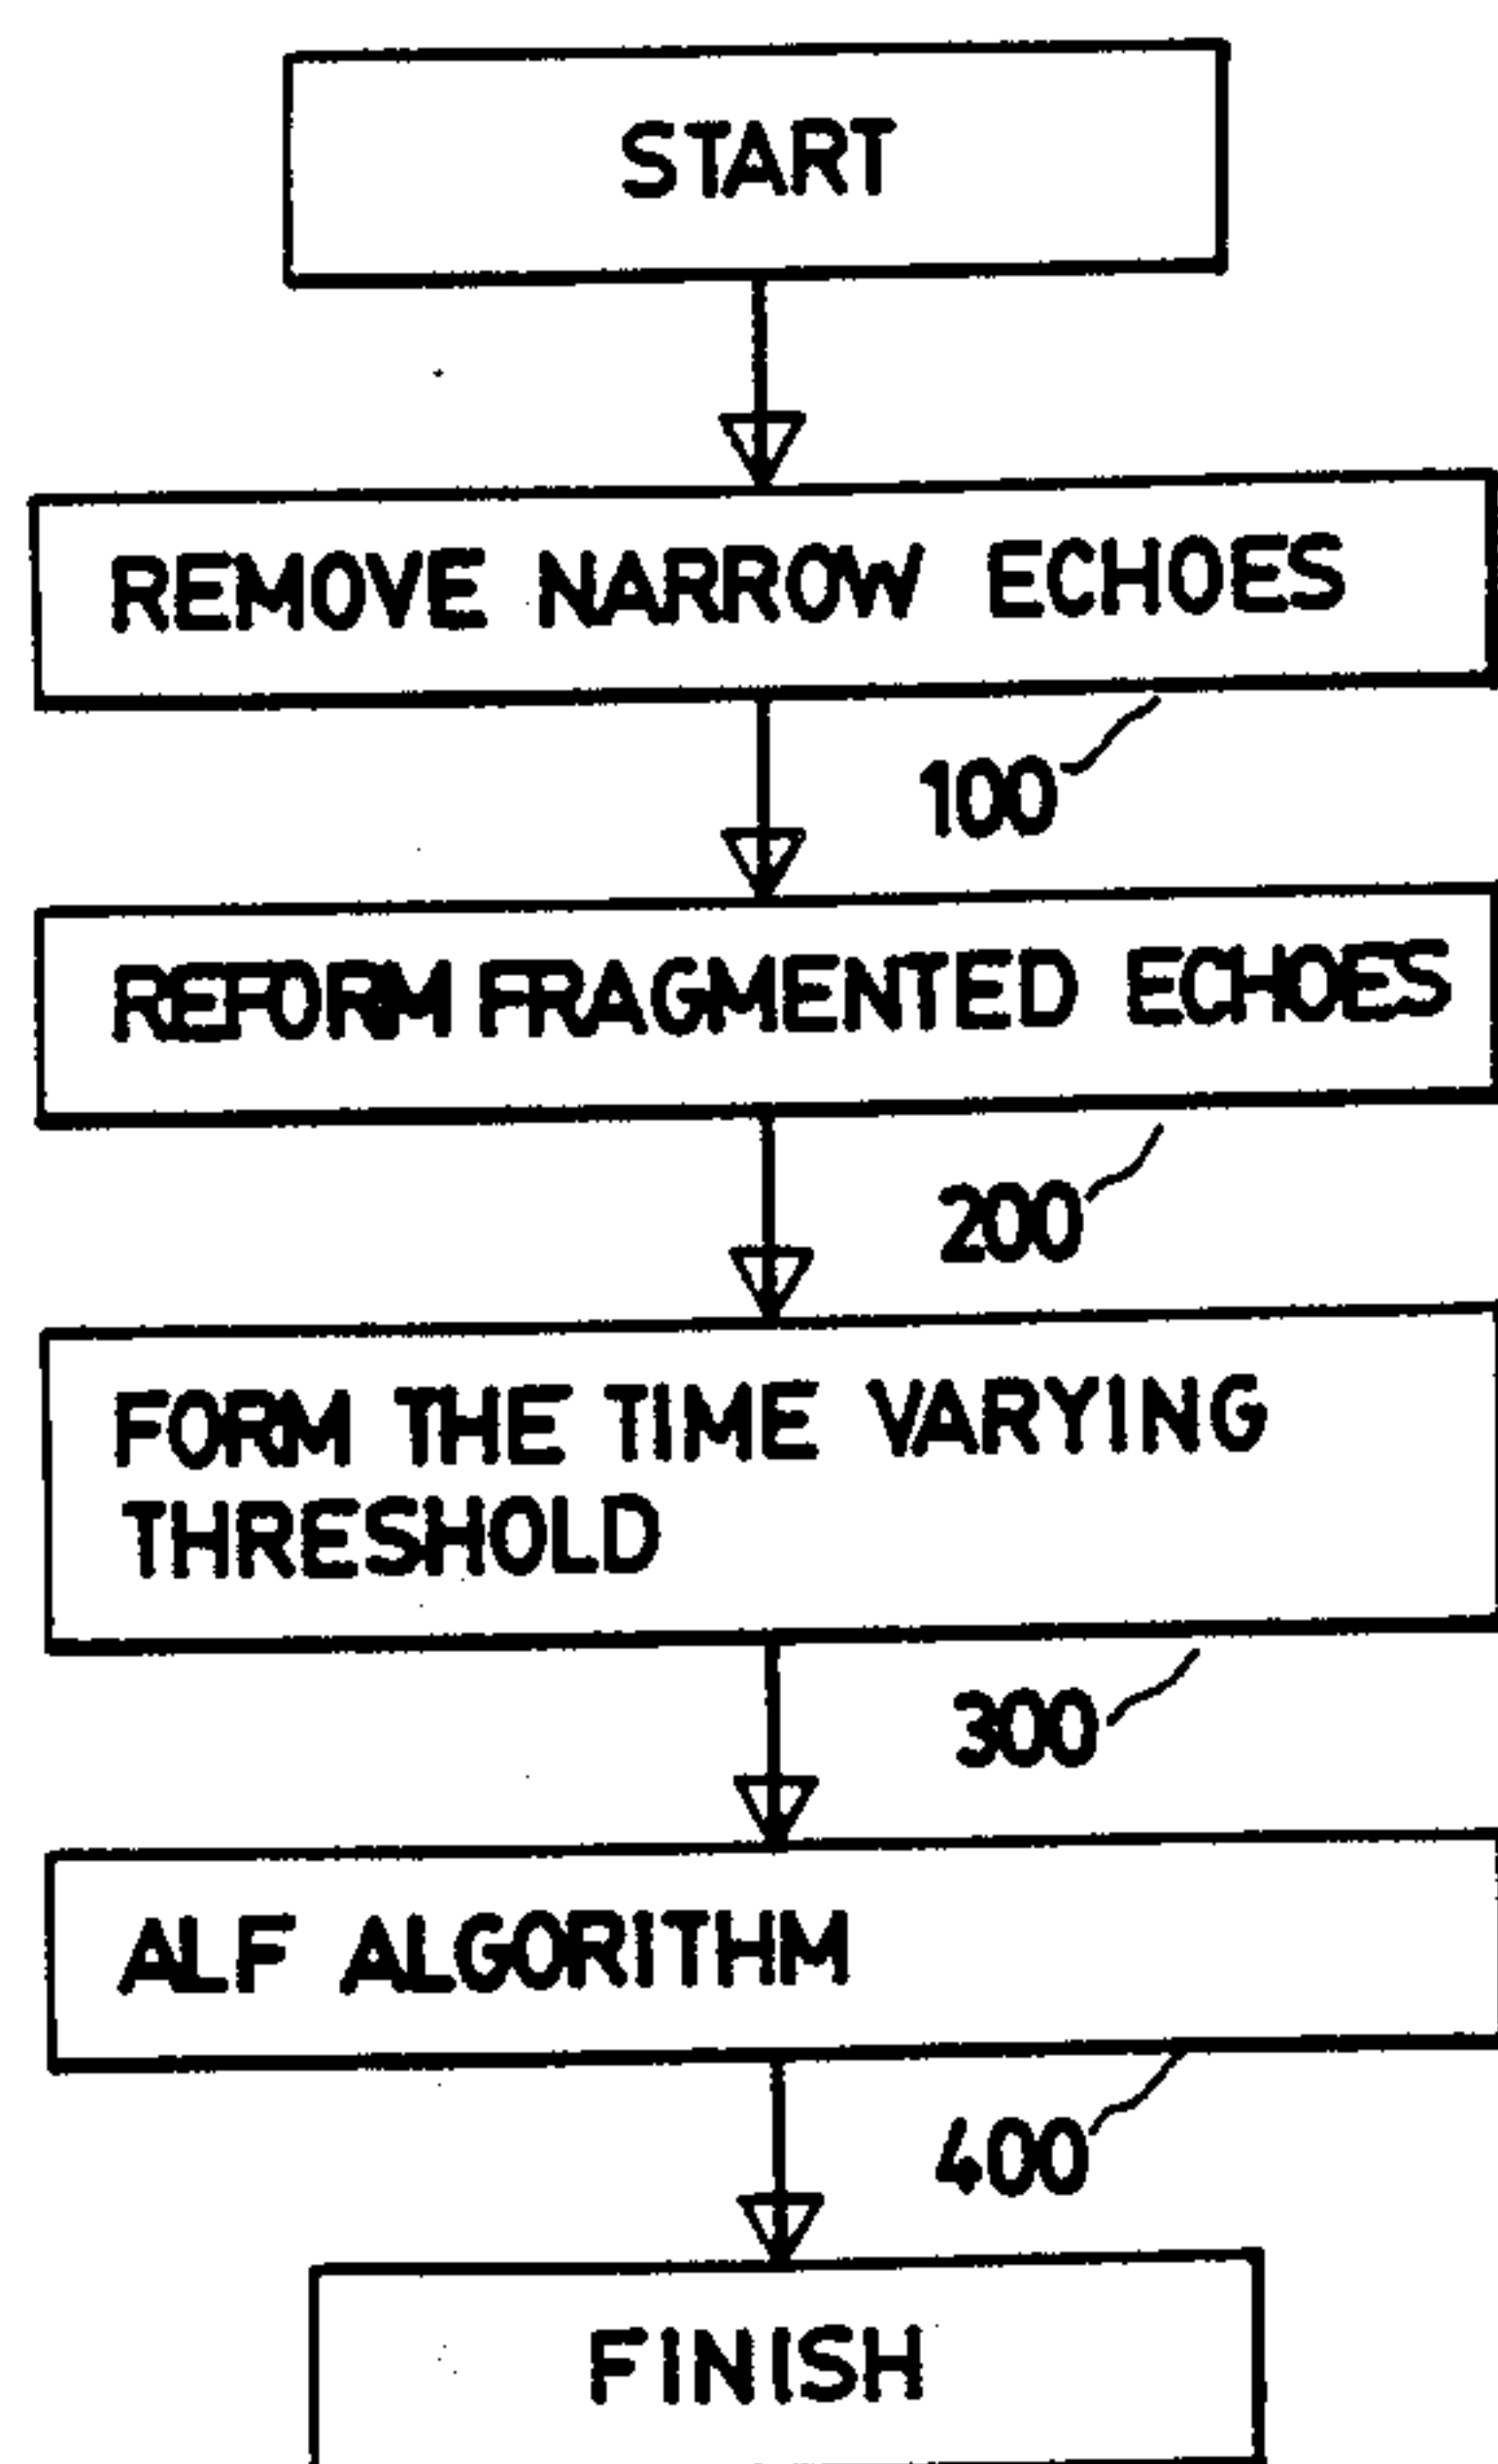 START
REMOVE NARROW ECHOES
100
REFORM FRAGMENTED ECHOES
200
FORM THE TIME VARYING
THRESHOLD
300
ALF ALGORITHM
400
FINISH